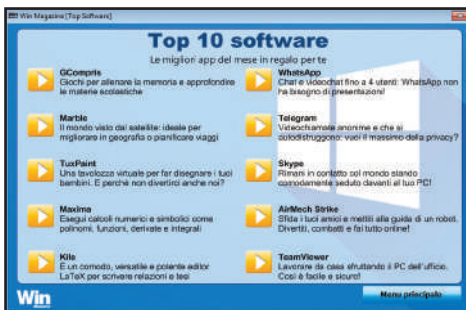 Win Magazine [Top Software]
Top 10 software
Le migliori app del mese in regalo per te
GCompris
Giochi per allenare la memoria e approfondire
le materie scolastiche
Marble
Il mondo visto dai satelliti: ideale per
migliorare in geografia o pianificare viaggi
TuxPaint
Una tavolozza virtuale per far disegnare i tuoi
bambini. E perché non divertirci anche noi?
Maxima
Esegui calcoli numerici e simbolici come
polinomi, funzioni, derivate e integrali
Kile
È un comodo, versatile e potente editor
LaTeX per scrivere relazioni e tesi
WhatsApp
Chat e videochat fino a 4 utenti: WhatsApp non
ha bisogno di presentazioni!
Telegram
Videochiamate anonime e che si
autodistruggono: vuoi il massimo della privacy?
Skype
Rimani in contatto col mondo stando
comodamente seduto davanti al tuo PC!
AirMech Strike
Sfida i tuoi amici e mettiti alla guida di un robot.
Divertiti, combatti e fai tutto online!
TeamViewer
Lavorare da casa sfruttando il PC dell'ufficio.
Così è facile e sicuro!
Win
Menu principale